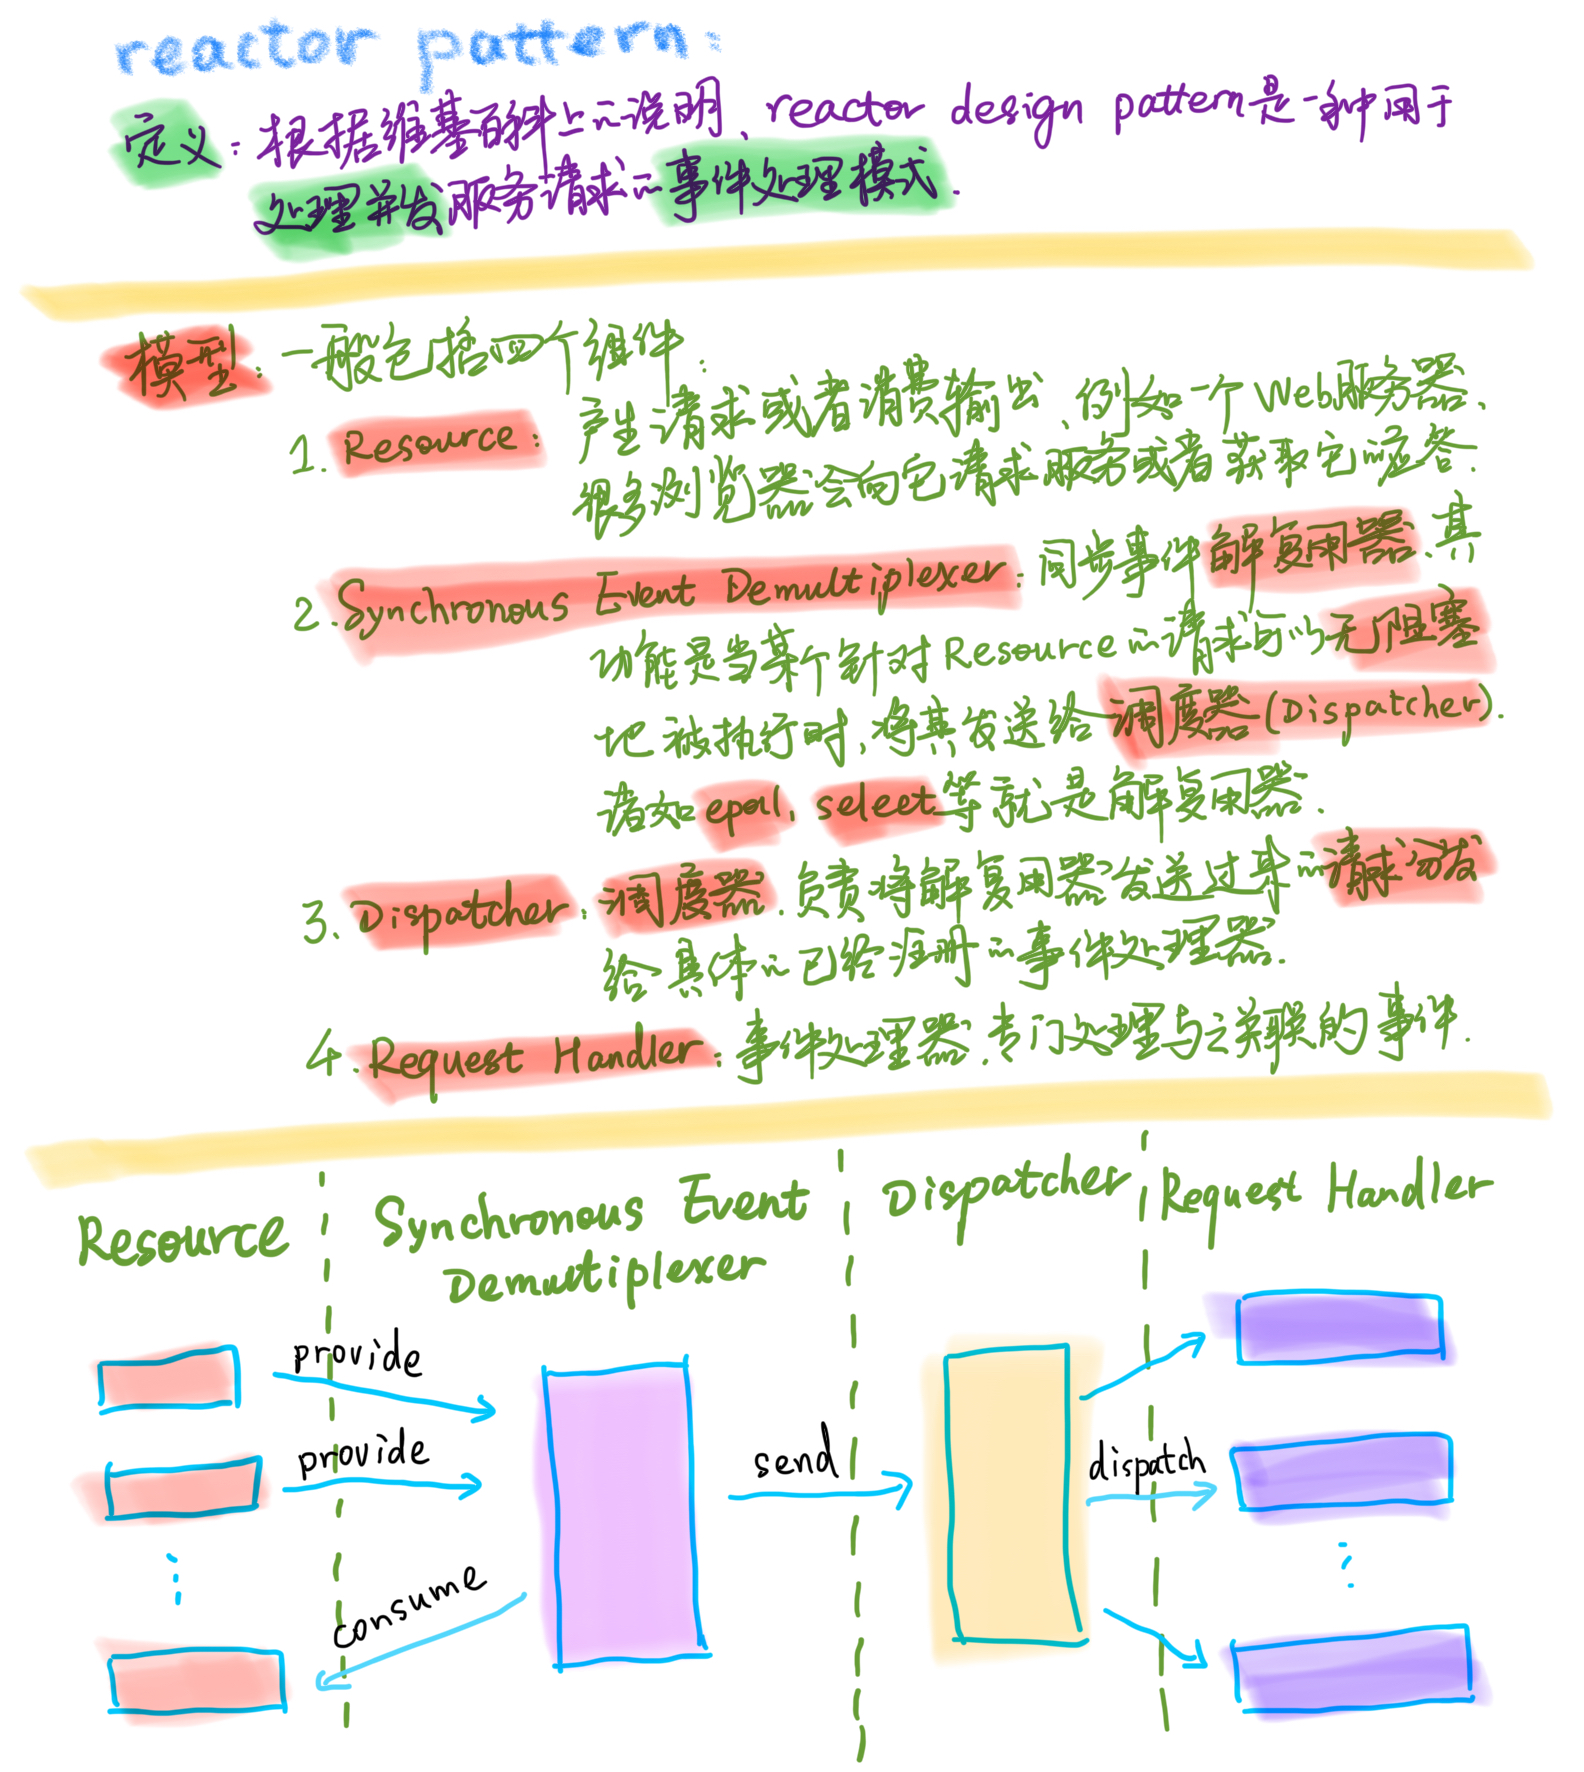 reactor pattern:
定义: 根据维基百科上的说明、reactor design pattern是一种用于
处理并发服务请求的事件处理模式.
模型: 一般包括四个组件:
1. Resource: 产生请求或者消费输出、例如一个Web服务器、
很多浏览器会向它请求服务或者获取它的应答.
2. Synchronous Event Demultiplexer: 同步事件解复用器、其
功能是当某个针对Resource的请求可以无阻塞
地被执行时,将其发送给调度器(Dispatcher).
诸如epoll、select等就是解复用器.
3. Dispatcher: 调度器、负责将解复用器发送过来的请求分发
给具体的已经注册的事件处理器.
4. Request Handler: 事件处理器、专门处理与之关联的事件.
Resource
Synchronous Event
Demultiplexer
Dispatcher
Request Handler
provide
provide
consume
send
dispatch